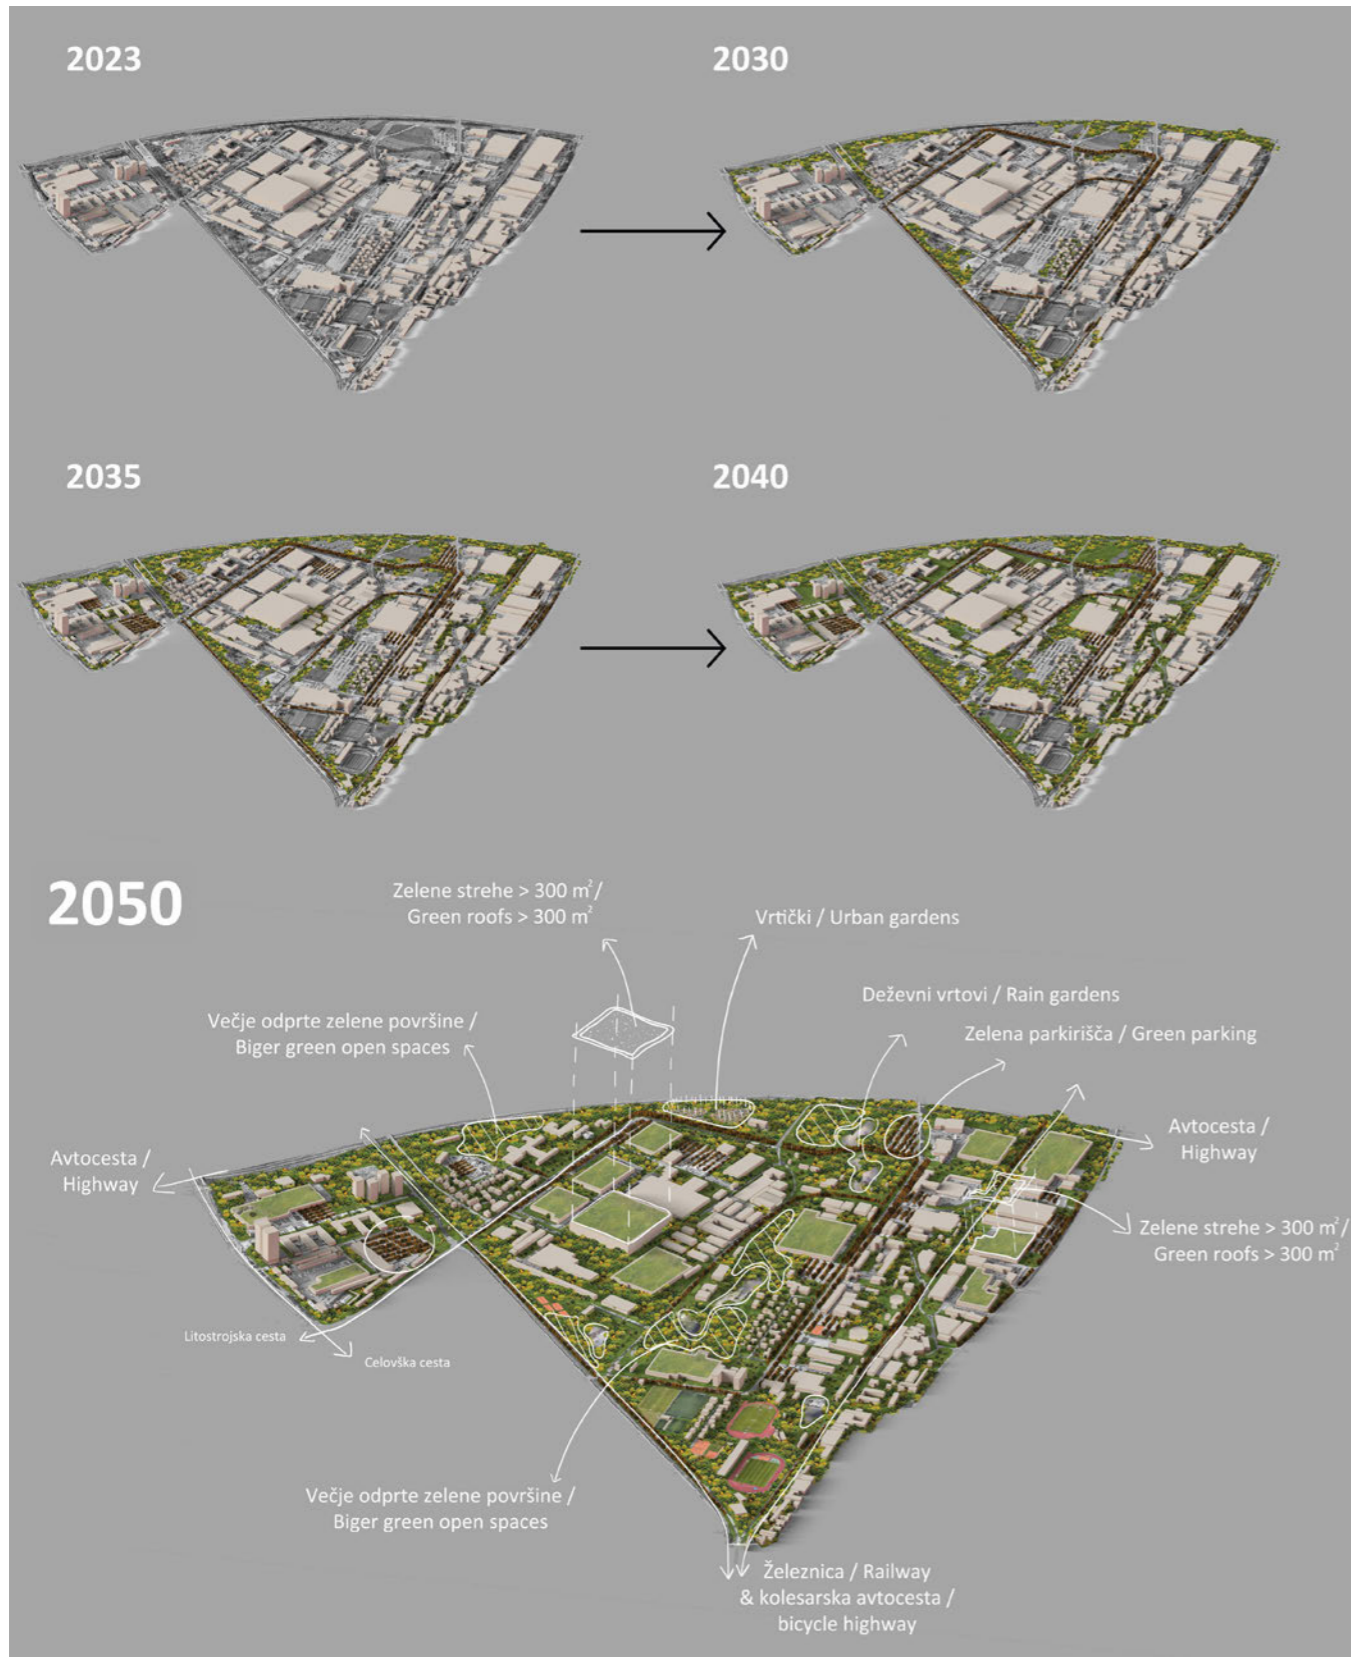 2023
2030
2035
2040
2050
Zelene strehe > 300 m²/
Green roofs > 300 m²
Vrtički / Urban gardens
Deževni vrtovi / Rain gardens
Večje odprte zelene površine /
Biger green open spaces
Zelena parkirišča / Green parking
Avtocesta /
Highway
Avtocesta /
Highway
Zelene strehe > 300 m²/
Green roofs > 300 m²
Litostrojska cesta
Celovška cesta
Večje odprte zelene površine /
Biger green open spaces
Železnica / Railway
& kolesarska avtocesta /
bicycle highway